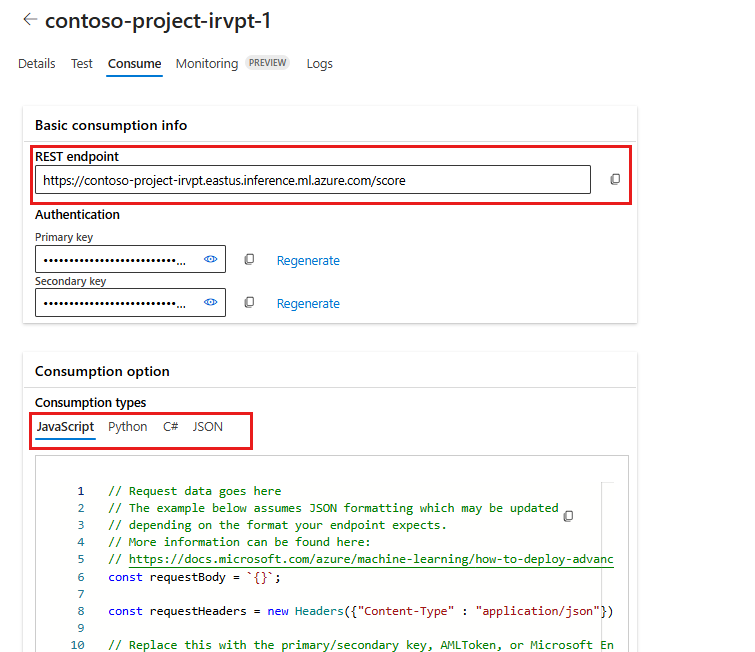 contoso-project-irvpt-1
Details Test Consume Monitoring PREVIEW Logs
Basic consumption info
REST endpoint
https://contoso-project-irvpt.eastus.inference.ml.azure.com/score
Authentication
Primary key
••••••••••••••••••••••••••... Regenerate
Secondary key
••••••••••••••••••••••••••... Regenerate
Consumption option
Consumption types
JavaScript Python C# JSON
1 // Request data goes here
2 // The example below assumes JSON formatting which may be updated
3 // depending on the format your endpoint expects.
4 // More information can be found here:
5 // https://docs.microsoft.com/azure/machine-learning/how-to-deploy-advanc
6 const requestBody = `{}`;
7
8 const requestHeaders = new Headers({"Content-Type" : "application/json"})
9
10 // Replace this with the primary/secondary key, AMLToken, or Microsoft En